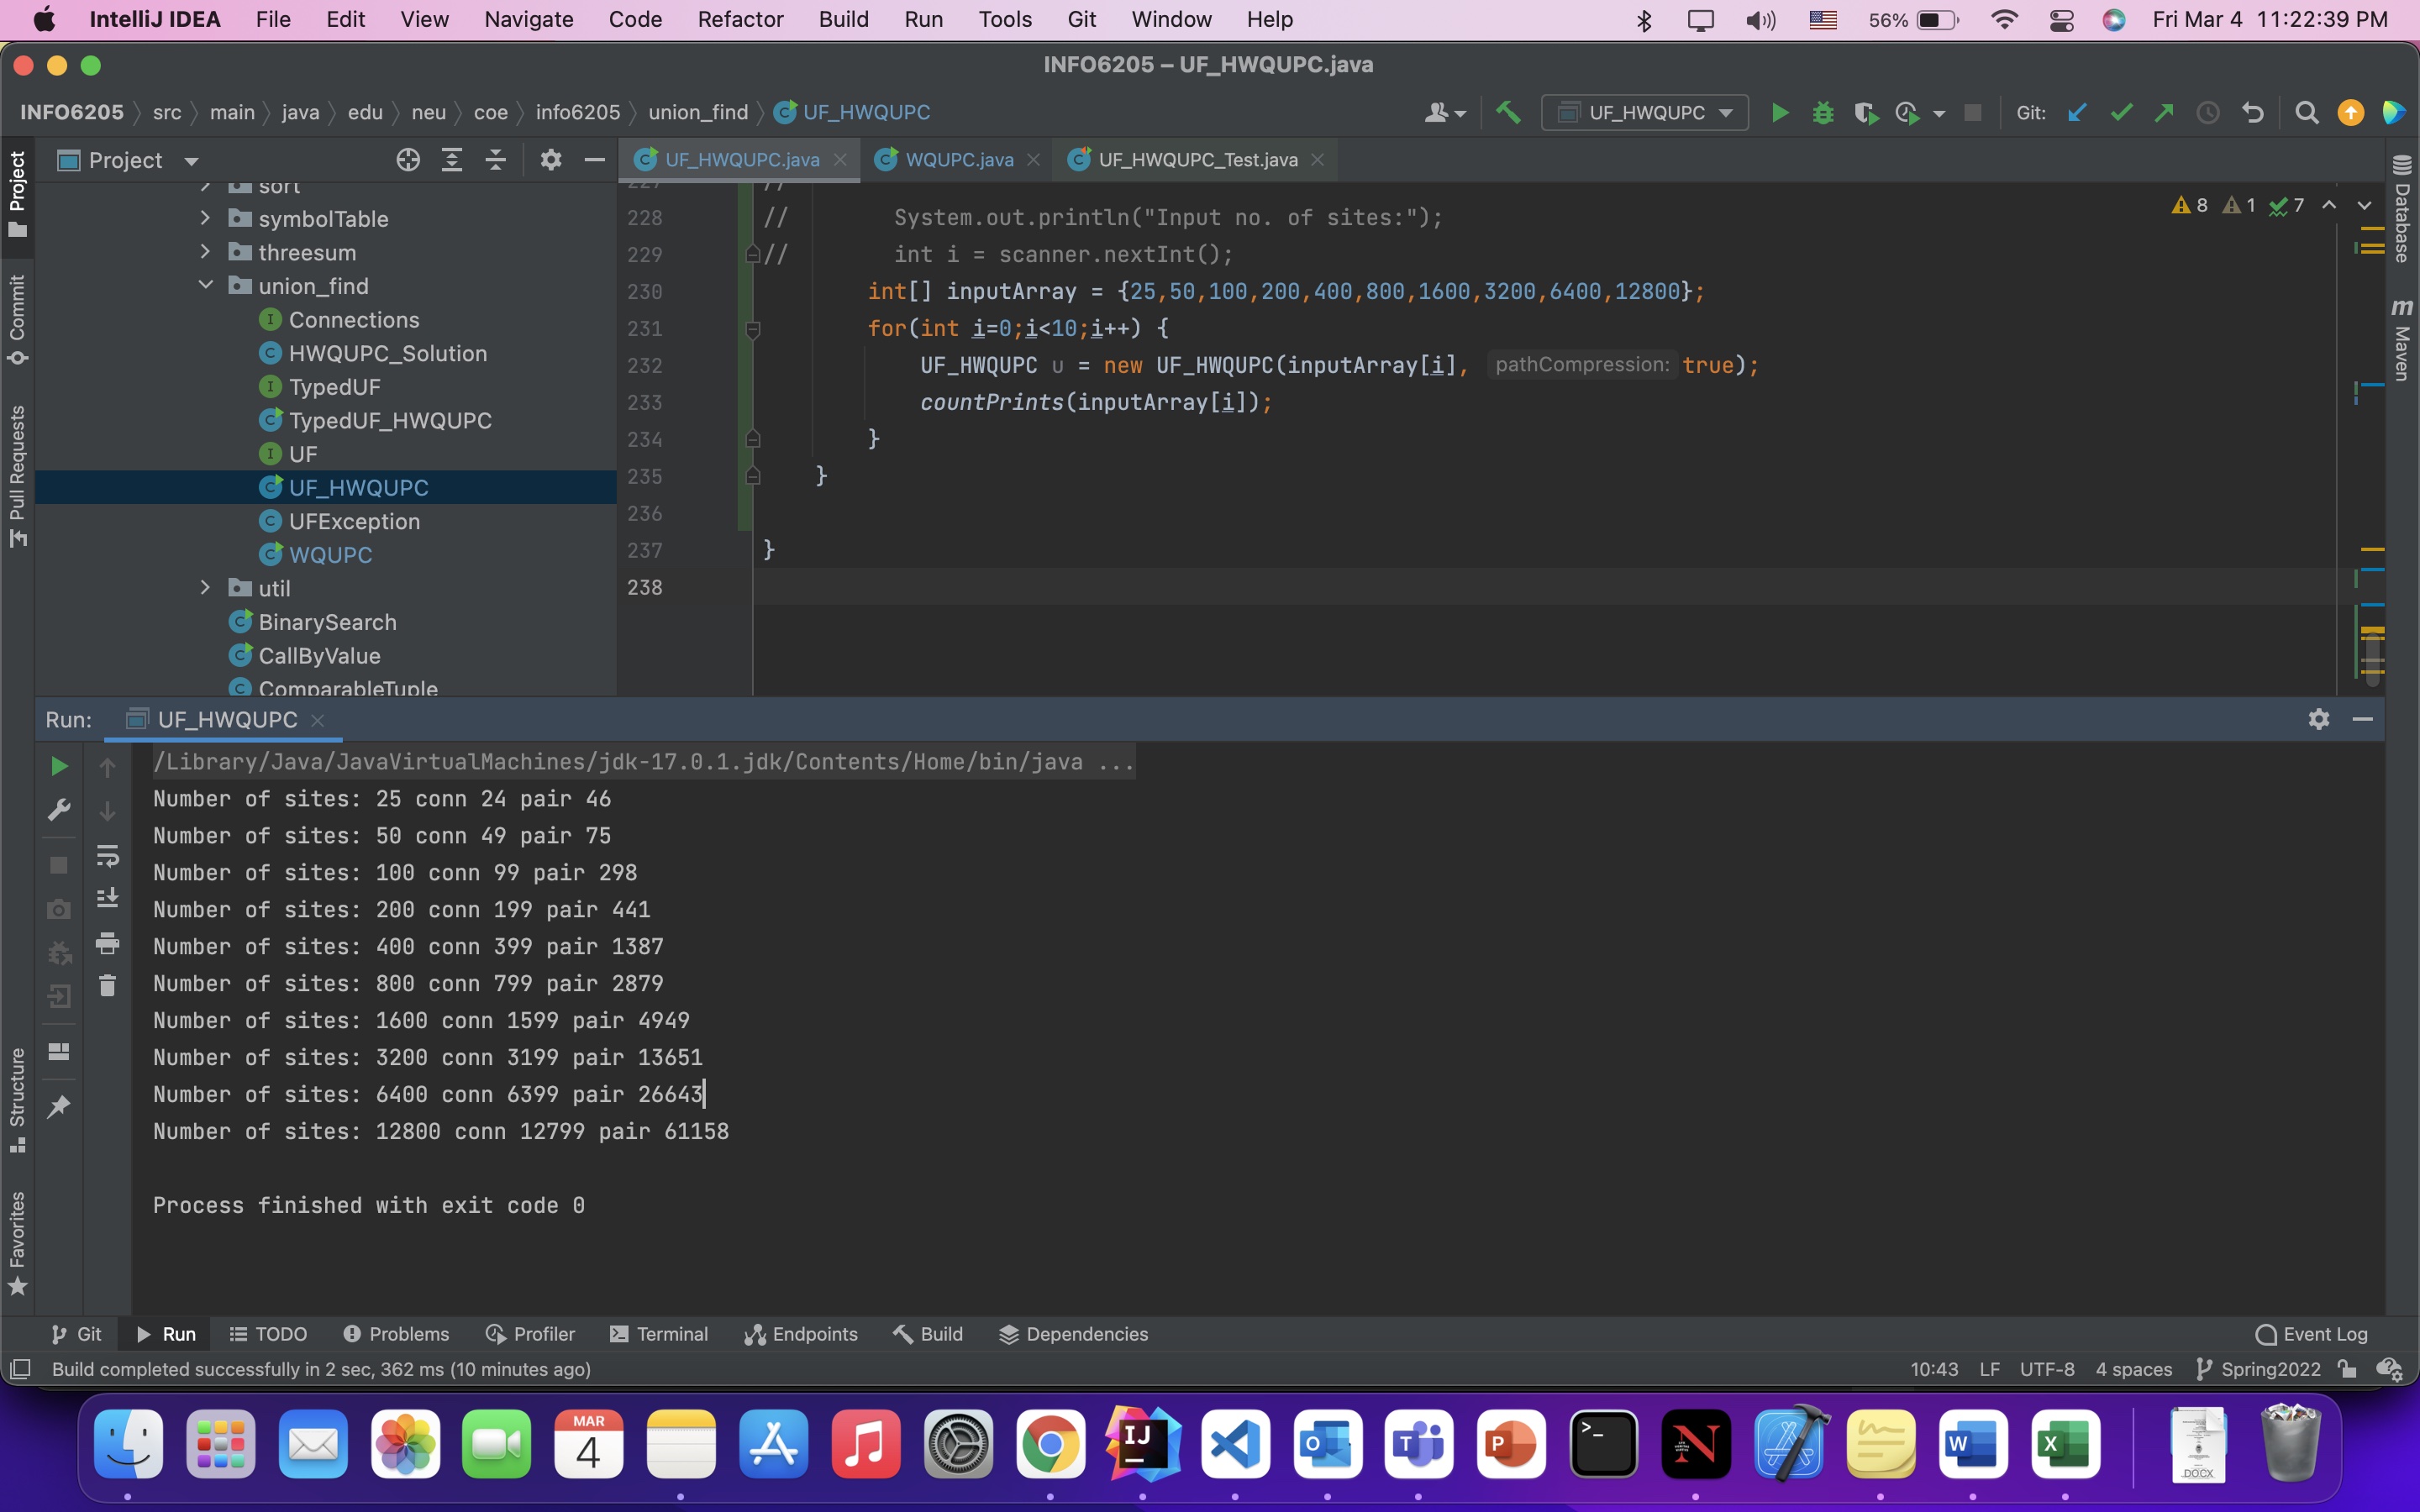 IntelliJ IDEA File Edit View Navigate Code Refactor Build Run Tools Git Window Help 56% Fri Mar 4 11:22:39 PM
INFO6205 – UF_HWQUPC.java
INFO6205 src main java edu neu coe info6205 union_find UF_HWQUPC UF_HWQUPC Git:
Project
Commit
Pull Requests
Project
sort
symbolTable
threesum
union_find
Connections
HWQUPC_Solution
TypedUF
TypedUF_HWQUPC
UF
UF_HWQUPC
UFException
WQUPC
util
BinarySearch
CallByValue
ComparableTuple
UF_HWQUPC.java WQUPC.java UF_HWQUPC_Test.java
8 1 7
227 //
228 // System.out.println("Input no. of sites:");
229 // int i = scanner.nextInt();
230 int[] inputArray = {25,50,100,200,400,800,1600,3200,6400,12800};
231 for(int i=0;i<10;i++) {
232 UF_HWQUPC u = new UF_HWQUPC(inputArray[i], pathCompression: true);
233 countPrints(inputArray[i]);
234 }
235 }
236
237 }
238
Database
m Maven
Run: UF_HWQUPC
/Library/Java/JavaVirtualMachines/jdk-17.0.1.jdk/Contents/Home/bin/java ...
Number of sites: 25 conn 24 pair 46
Number of sites: 50 conn 49 pair 75
Number of sites: 100 conn 99 pair 298
Number of sites: 200 conn 199 pair 441
Number of sites: 400 conn 399 pair 1387
Number of sites: 800 conn 799 pair 2879
Number of sites: 1600 conn 1599 pair 4949
Number of sites: 3200 conn 3199 pair 13651
Number of sites: 6400 conn 6399 pair 26643
Number of sites: 12800 conn 12799 pair 61158
Process finished with exit code 0
Structure
Favorites
Git Run TODO Problems Profiler Terminal Endpoints Build Dependencies Event Log
Build completed successfully in 2 sec, 362 ms (10 minutes ago) 10:43 LF UTF-8 4 spaces Spring2022
MAR
4
IJ
O
T
P
>_
N
W
X
DOCX